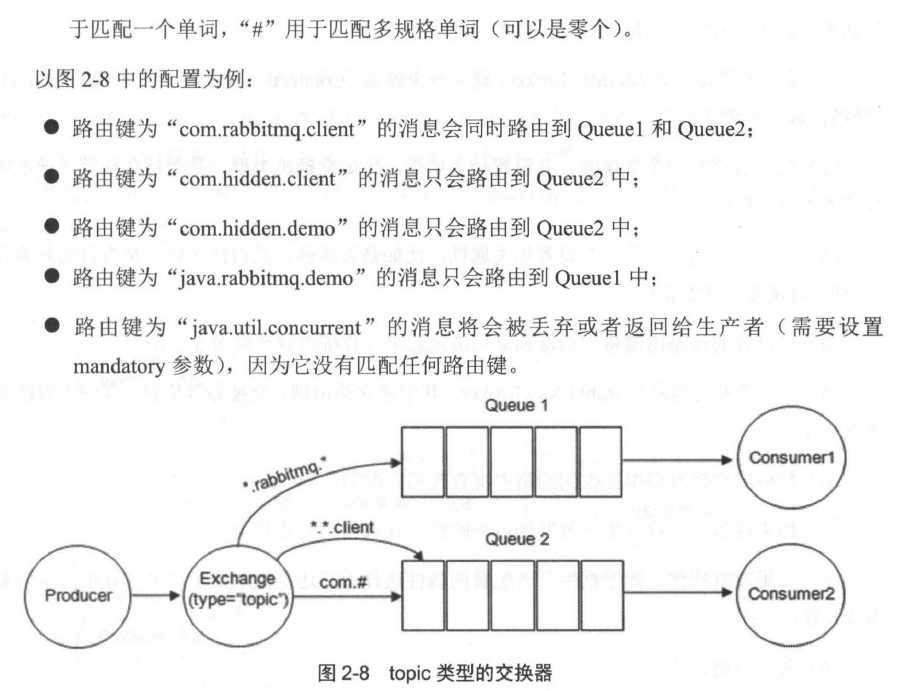 于匹配一个单词，“#”用于匹配多规格单词（可以是零个）。
以图 2-8 中的配置为例：
● 路由键为“com.rabbitmq.client”的消息会同时路由到 Queue1 和 Queue2；
● 路由键为“com.hidden.client”的消息只会路由到 Queue2 中；
● 路由键为“com.hidden.demo”的消息只会路由到 Queue2 中；
● 路由键为“java.rabbitmq.demo”的消息只会路由到 Queue1 中；
● 路由键为“java.util.concurrent”的消息将会被丢弃或者返回给生产者（需要设置
mandatory 参数），因为它没有匹配任何路由键。
Queue 1
Consumer1
*.rabbitmq.*
*.*.client
Queue 2
Producer
Exchange
(type="topic")
com.#
Consumer2
图 2-8 topic 类型的交换器